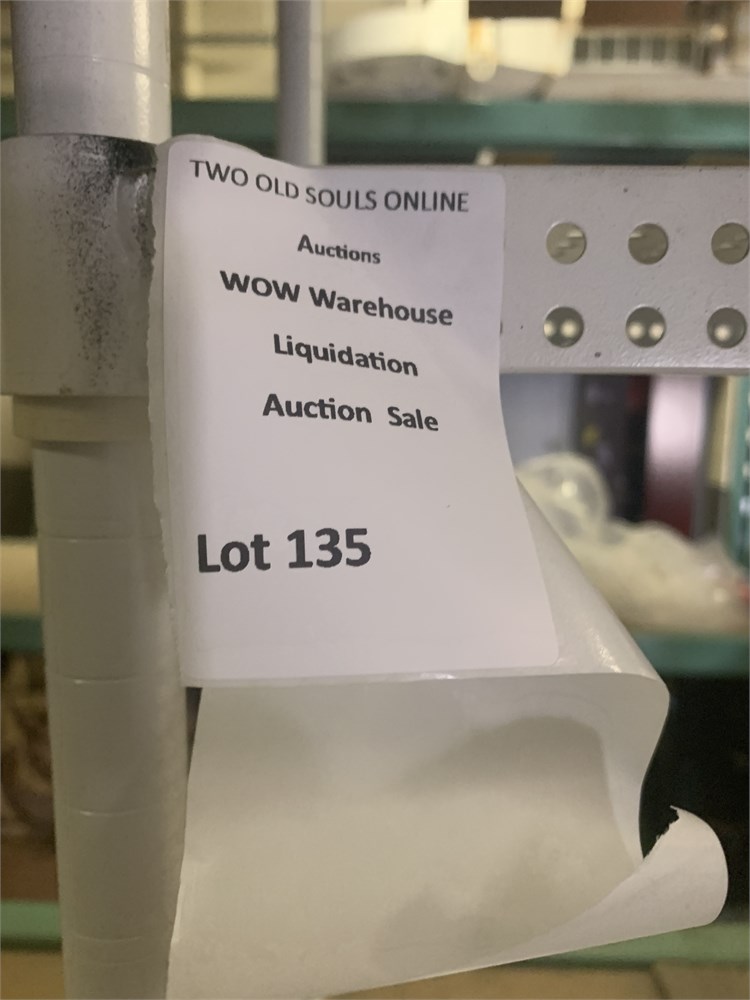 TWO OLD SOULS ONLINE
Auctions
WOW Warehouse
Liquidation
Auction Sale
Lot 135